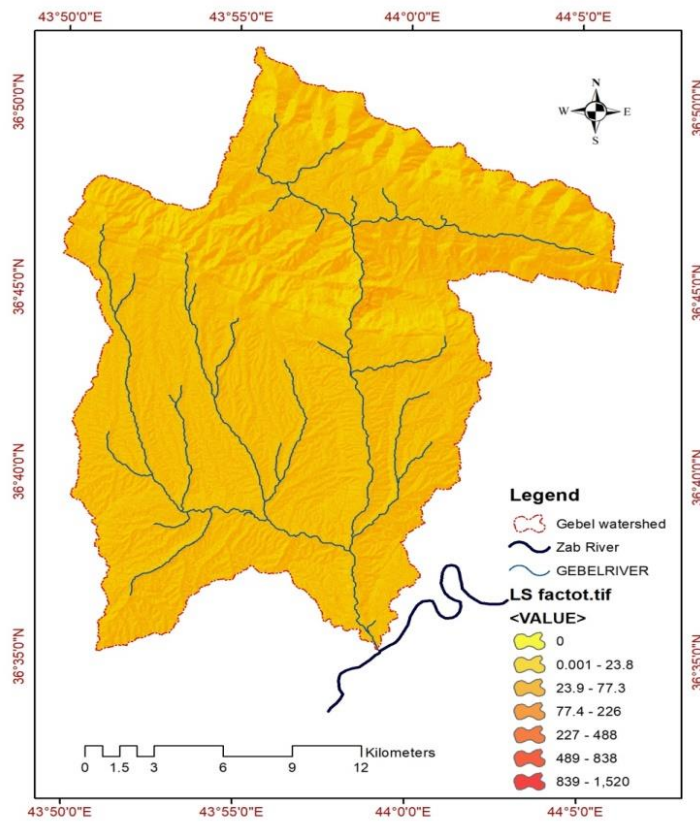 43°50'0"E 43°55'0"E 44°0'0"E 44°5'0"E
36°50'0"N
36°50'0"N
N
W E
S
36°45'0"N
36°45'0"N
36°40'0"N
36°40'0"N
Legend
Gebel watershed
Zab River
GEBELRIVER
LS factot.tif
<VALUE>
0
0.001 - 23.8
23.9 - 77.3
77.4 - 226
227 - 488
489 - 838
839 - 1,520
36°35'0"N
36°35'0"N
Kilometers
0 1.5 3 6 9 12
43°50'0"E 43°55'0"E 44°0'0"E 44°5'0"E